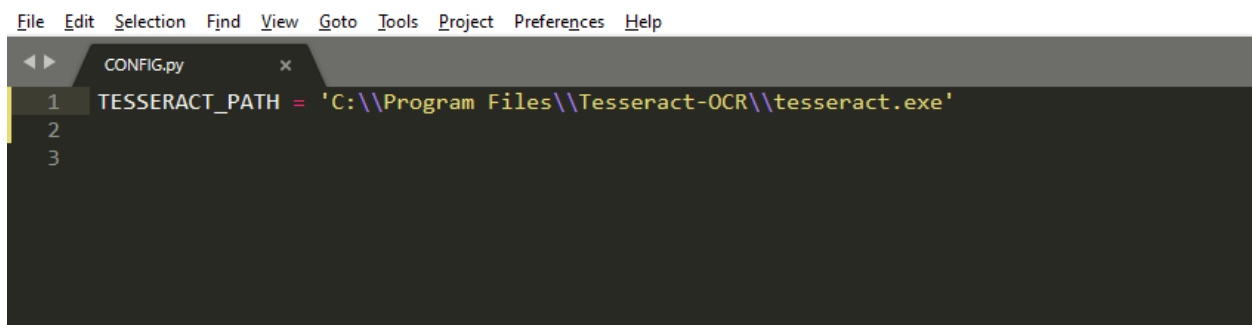 File Edit Selection Find View Goto Tools Project Preferences Help
CONFIG.py ×
1 TESSERACT_PATH = 'C:\\Program Files\\Tesseract-OCR\\tesseract.exe'
2
3